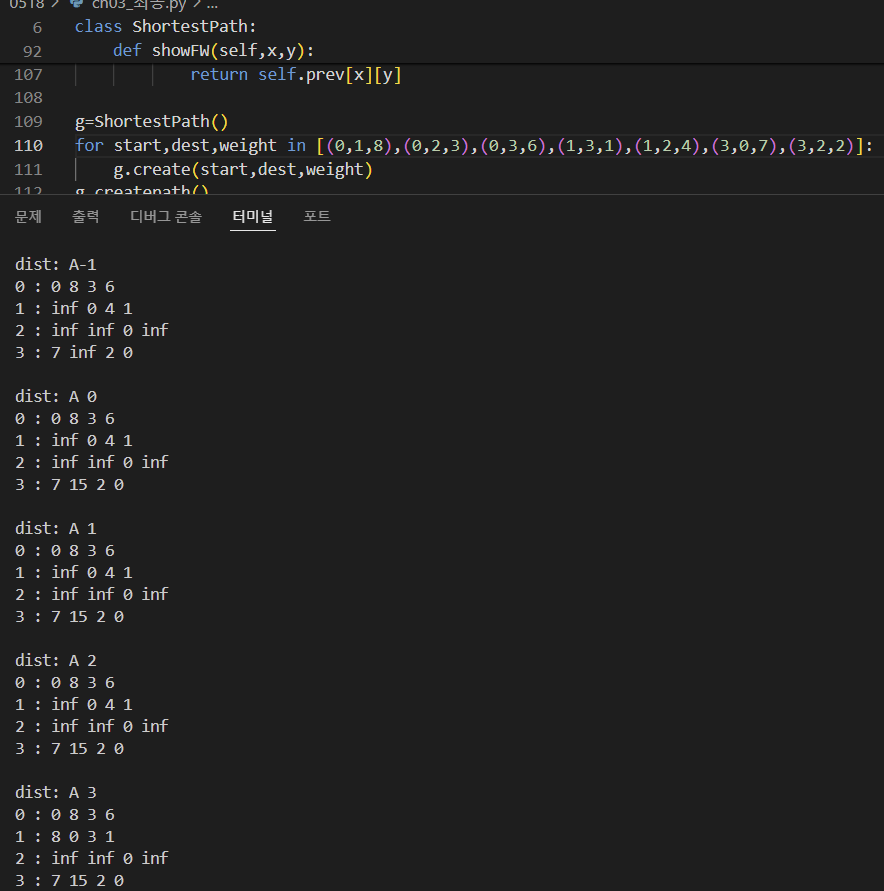 0518 > ch03_최종.py > ...
6 class ShortestPath:
92 def showFW(self,x,y):
107 return self.prev[x][y]
108
109 g=ShortestPath()
110 for start,dest,weight in [(0,1,8),(0,2,3),(0,3,6),(1,3,1),(1,2,4),(3,0,7),(3,2,2)]:
111 g.create(start,dest,weight)
112 g.createpath()
문제 출력 디버그 콘솔 터미널 포트
dist: A-1
0 : 0 8 3 6
1 : inf 0 4 1
2 : inf inf 0 inf
3 : 7 inf 2 0
dist: A 0
0 : 0 8 3 6
1 : inf 0 4 1
2 : inf inf 0 inf
3 : 7 15 2 0
dist: A 1
0 : 0 8 3 6
1 : inf 0 4 1
2 : inf inf 0 inf
3 : 7 15 2 0
dist: A 2
0 : 0 8 3 6
1 : inf 0 4 1
2 : inf inf 0 inf
3 : 7 15 2 0
dist: A 3
0 : 0 8 3 6
1 : 8 0 3 1
2 : inf inf 0 inf
3 : 7 15 2 0